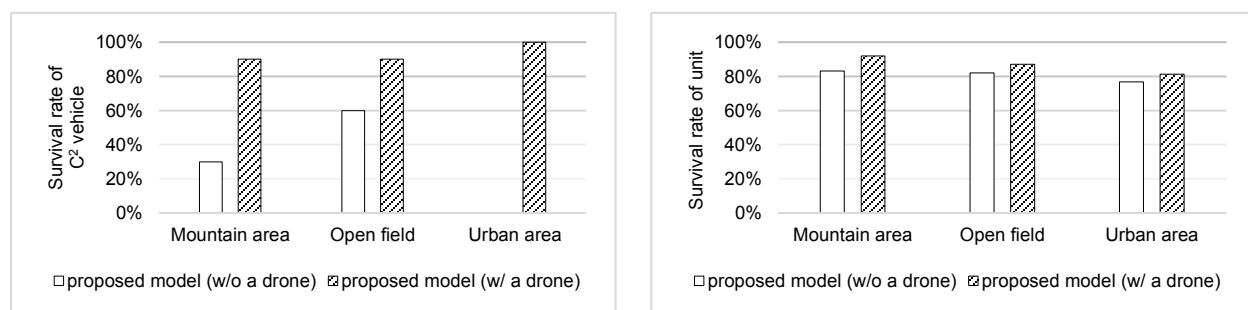 100%
80%
60%
40%
20%
0%
Survival rate of
C² vehicle
Mountain area Open field Urban area
proposed model (w/o a drone) proposed model (w/ a drone)
100%
80%
60%
40%
20%
0%
Survival rate of unit
Mountain area Open field Urban area
proposed model (w/o a drone) proposed model (w/ a drone)